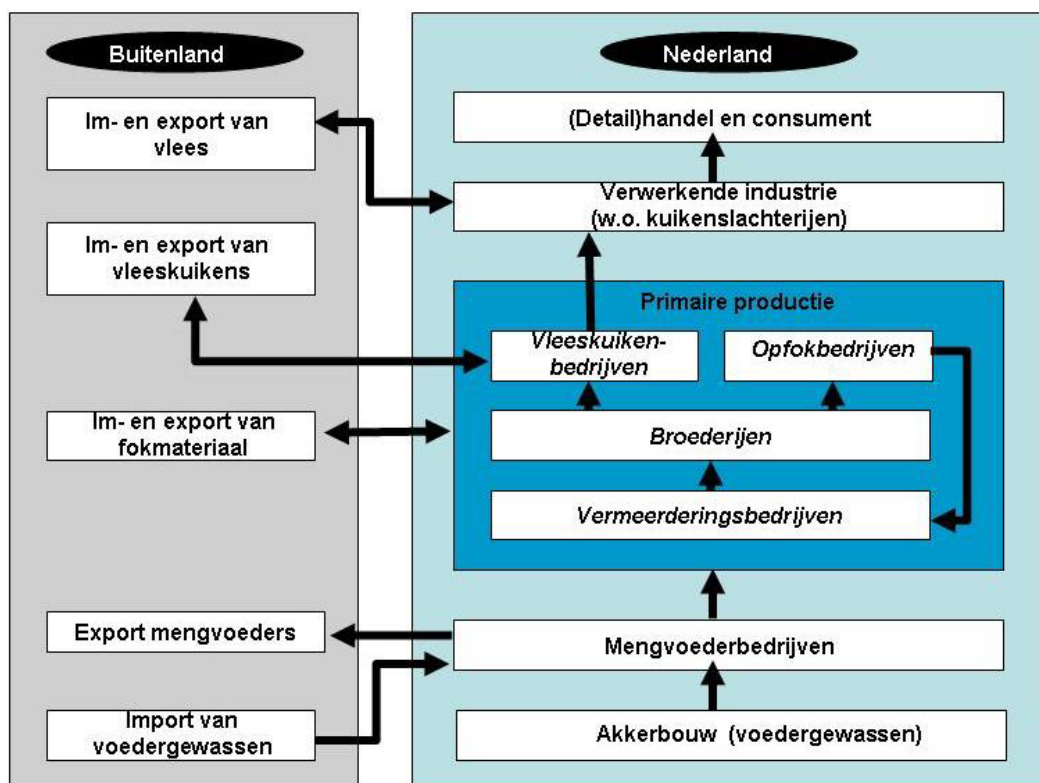 Buitenland
Im- en export van
vlees
Im- en export van
vleeskuikens
Im- en export van
fokmateriaal
Export mengvoeders
Import van
voedergewassen
Nederland
(Detail)handel en consument
Verwerkende industrie
(w.o. kuikenslachterijen)
Primaire productie
Vleeskuiken-
bedrijven
Opfokbedrijven
Broederijen
Vermeerderingsbedrijven
Mengvoederbedrijven
Akkerbouw (voedergewassen)